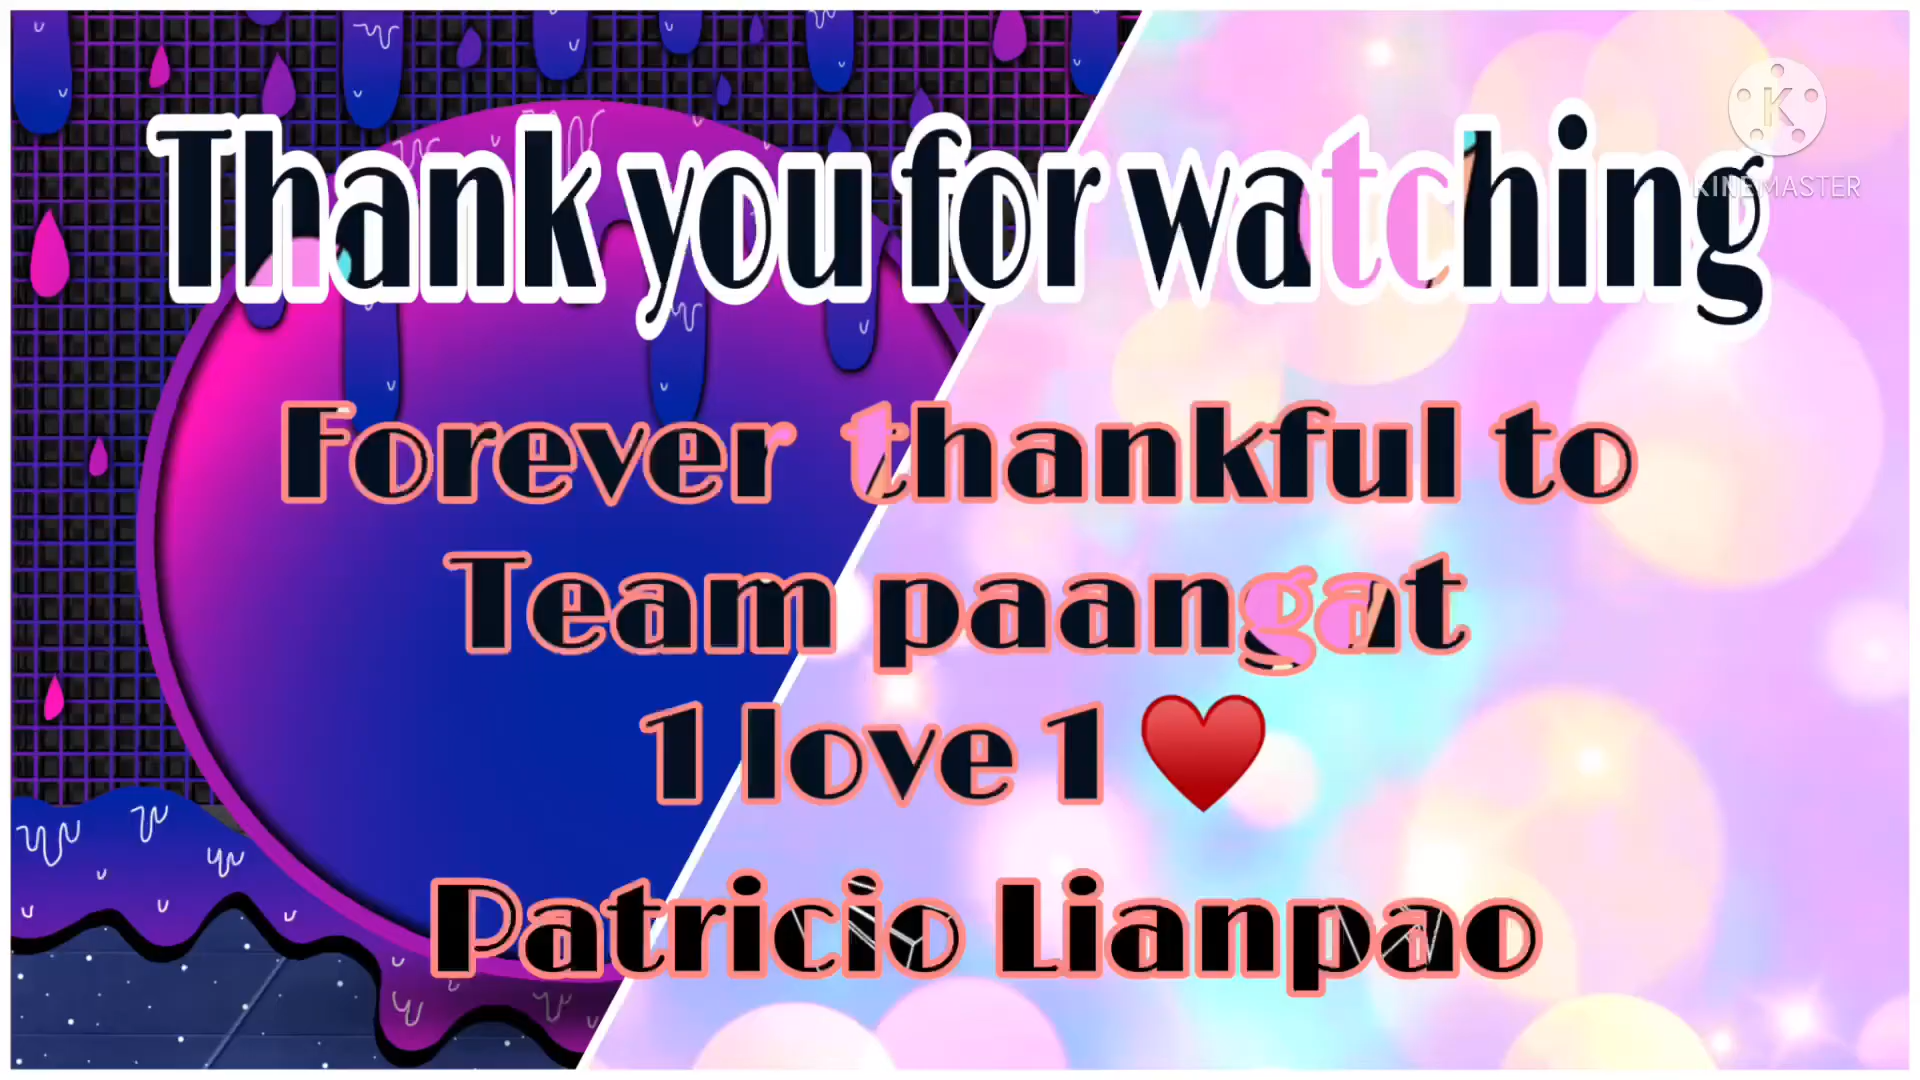 Thank you for watching
K
KINEMASTER
Forever thankful to
Team paangat
1 love 1 ♥️
Patricio Lianpao